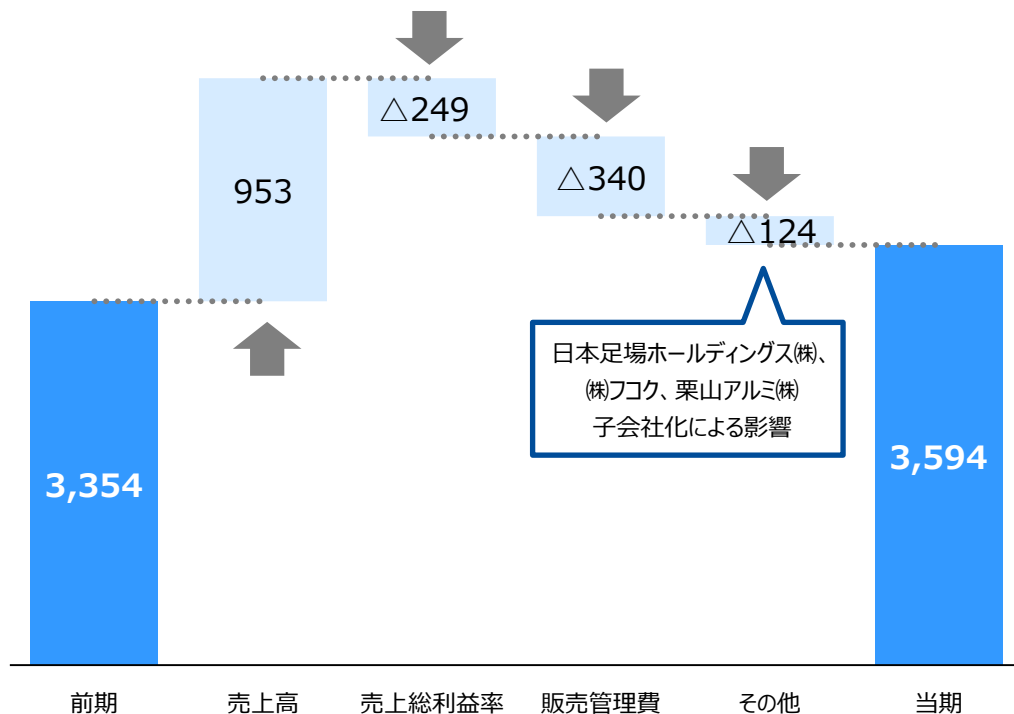 △249
△340
953
△124
日本足場ホールディングス㈱、
㈱フコク、栗山アルミ㈱
子会社化による影響
3,354
3,594
前期
売上高
売上総利益率
販売管理費
その他
当期